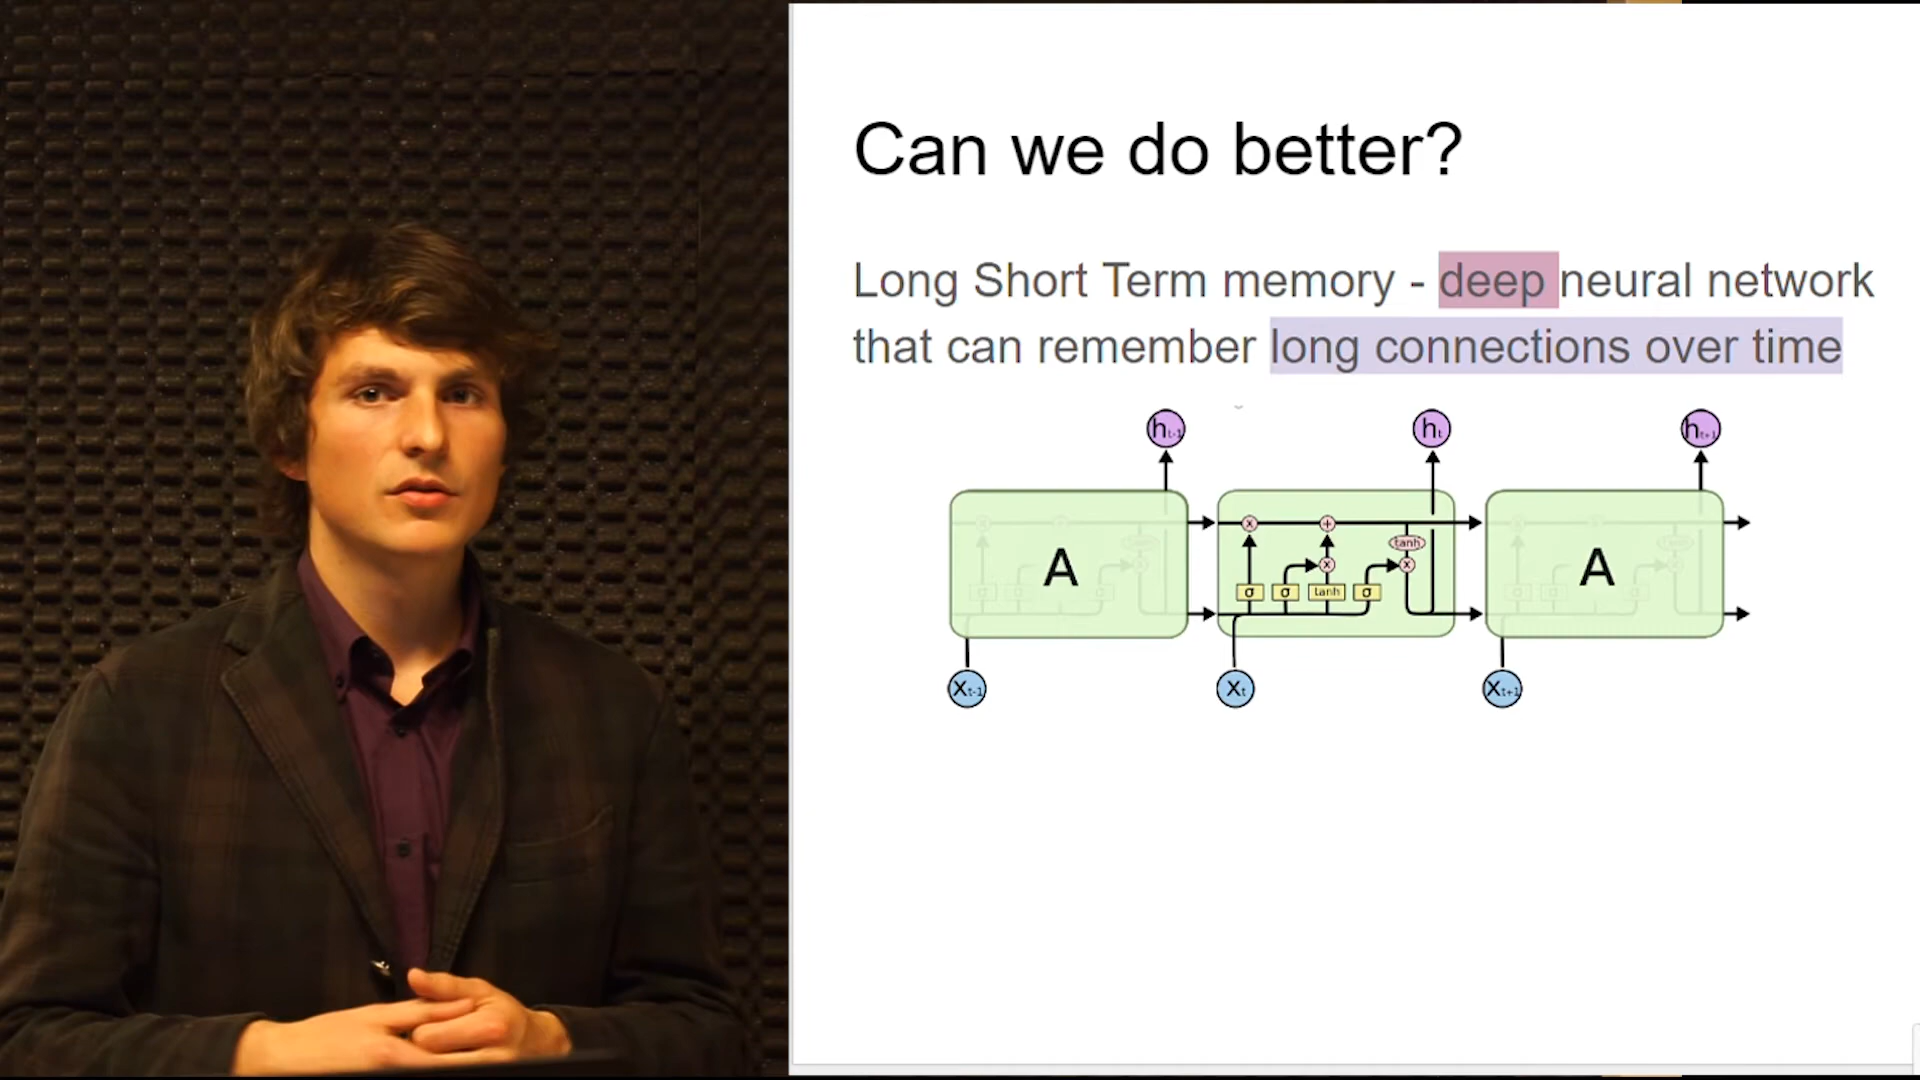 Can we do better?
Long Short Term memory - deep neural network
that can remember long connections over time
ht-1 ht ht+1
x + tanh
A x x A
σ σ tanh σ
Xt-1 Xt Xt+1